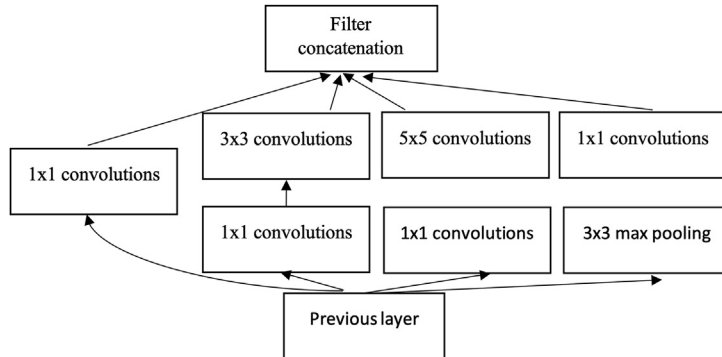 Filter
concatenation
3x3 convolutions
5x5 convolutions
1x1 convolutions
1x1 convolutions
1x1 convolutions
1x1 convolutions
3x3 max pooling
Previous layer